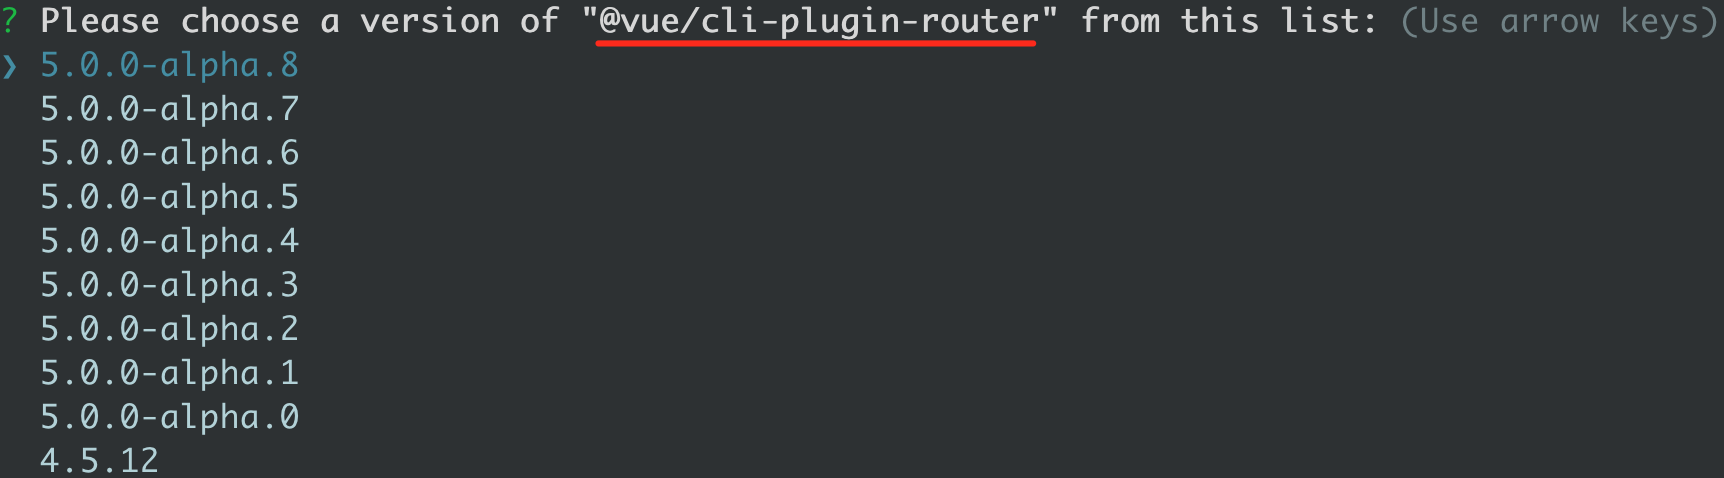 ? Please choose a version of "@vue/cli-plugin-router" from this list: (Use arrow keys)
❯ 5.0.0-alpha.8
5.0.0-alpha.7
5.0.0-alpha.6
5.0.0-alpha.5
5.0.0-alpha.4
5.0.0-alpha.3
5.0.0-alpha.2
5.0.0-alpha.1
5.0.0-alpha.0
4.5.12